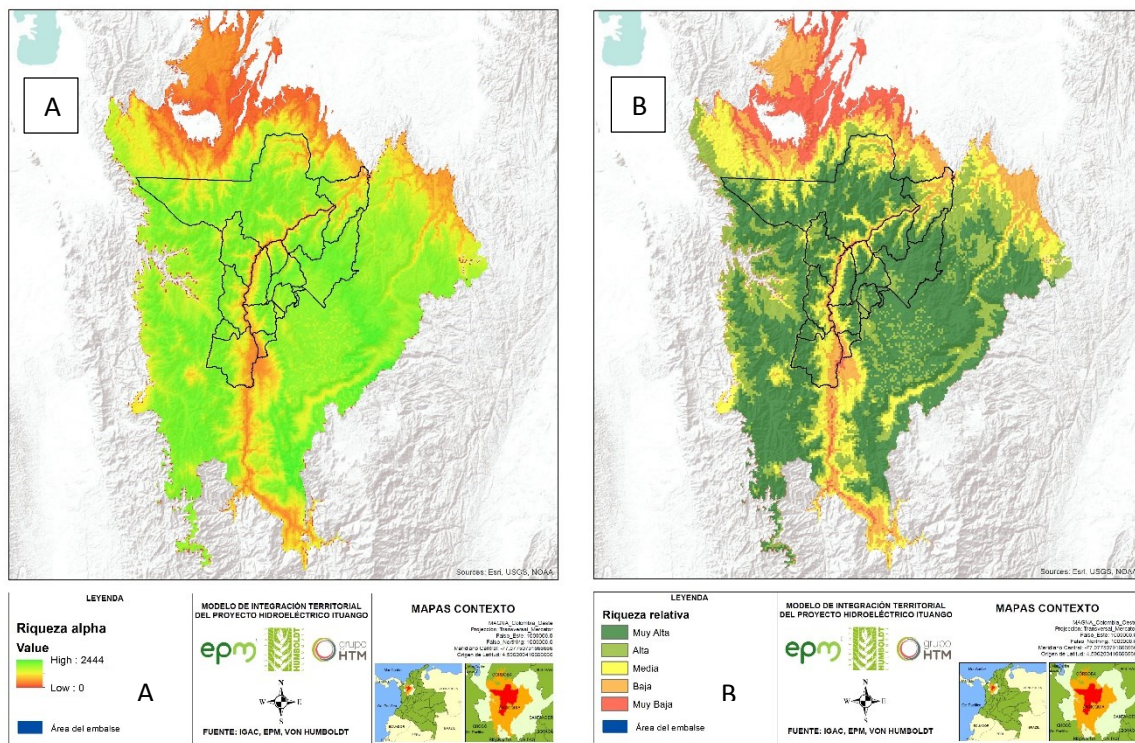 A
Sources: Esri, USGS, NOAA
LEYENDA
Riqueza alpha
Value
High : 2444
Low : 0
Área del embalse
A
MODELO DE INTEGRACIÓN TERRITORIAL
DEL PROYECTO HIDROELÉCTRICO ITUANGO
epm
HUMBOLDT
grupo
HTM
N
W
E
S
FUENTE: IGAC, EPM, VON HUMBOLDT
MAPAS CONTEXTO
MAGNA_Colombia_Oeste
B
Sources: Esri, USGS, NOAA
LEYENDA
Riqueza relativa
Muy Alta
Alta
Media
Baja
Muy Baja
Área del embalse
MODELO DE INTEGRACIÓN TERRITORIAL
DEL PROYECTO HIDROELÉCTRICO ITUANGO
epm
HUMBOLDT
grupo
HTM
N
W
E
S
FUENTE: IGAC, EPM, VON HUMBOLDT
B
MAPAS CONTEXTO
MAGNA_Colombia_Oeste